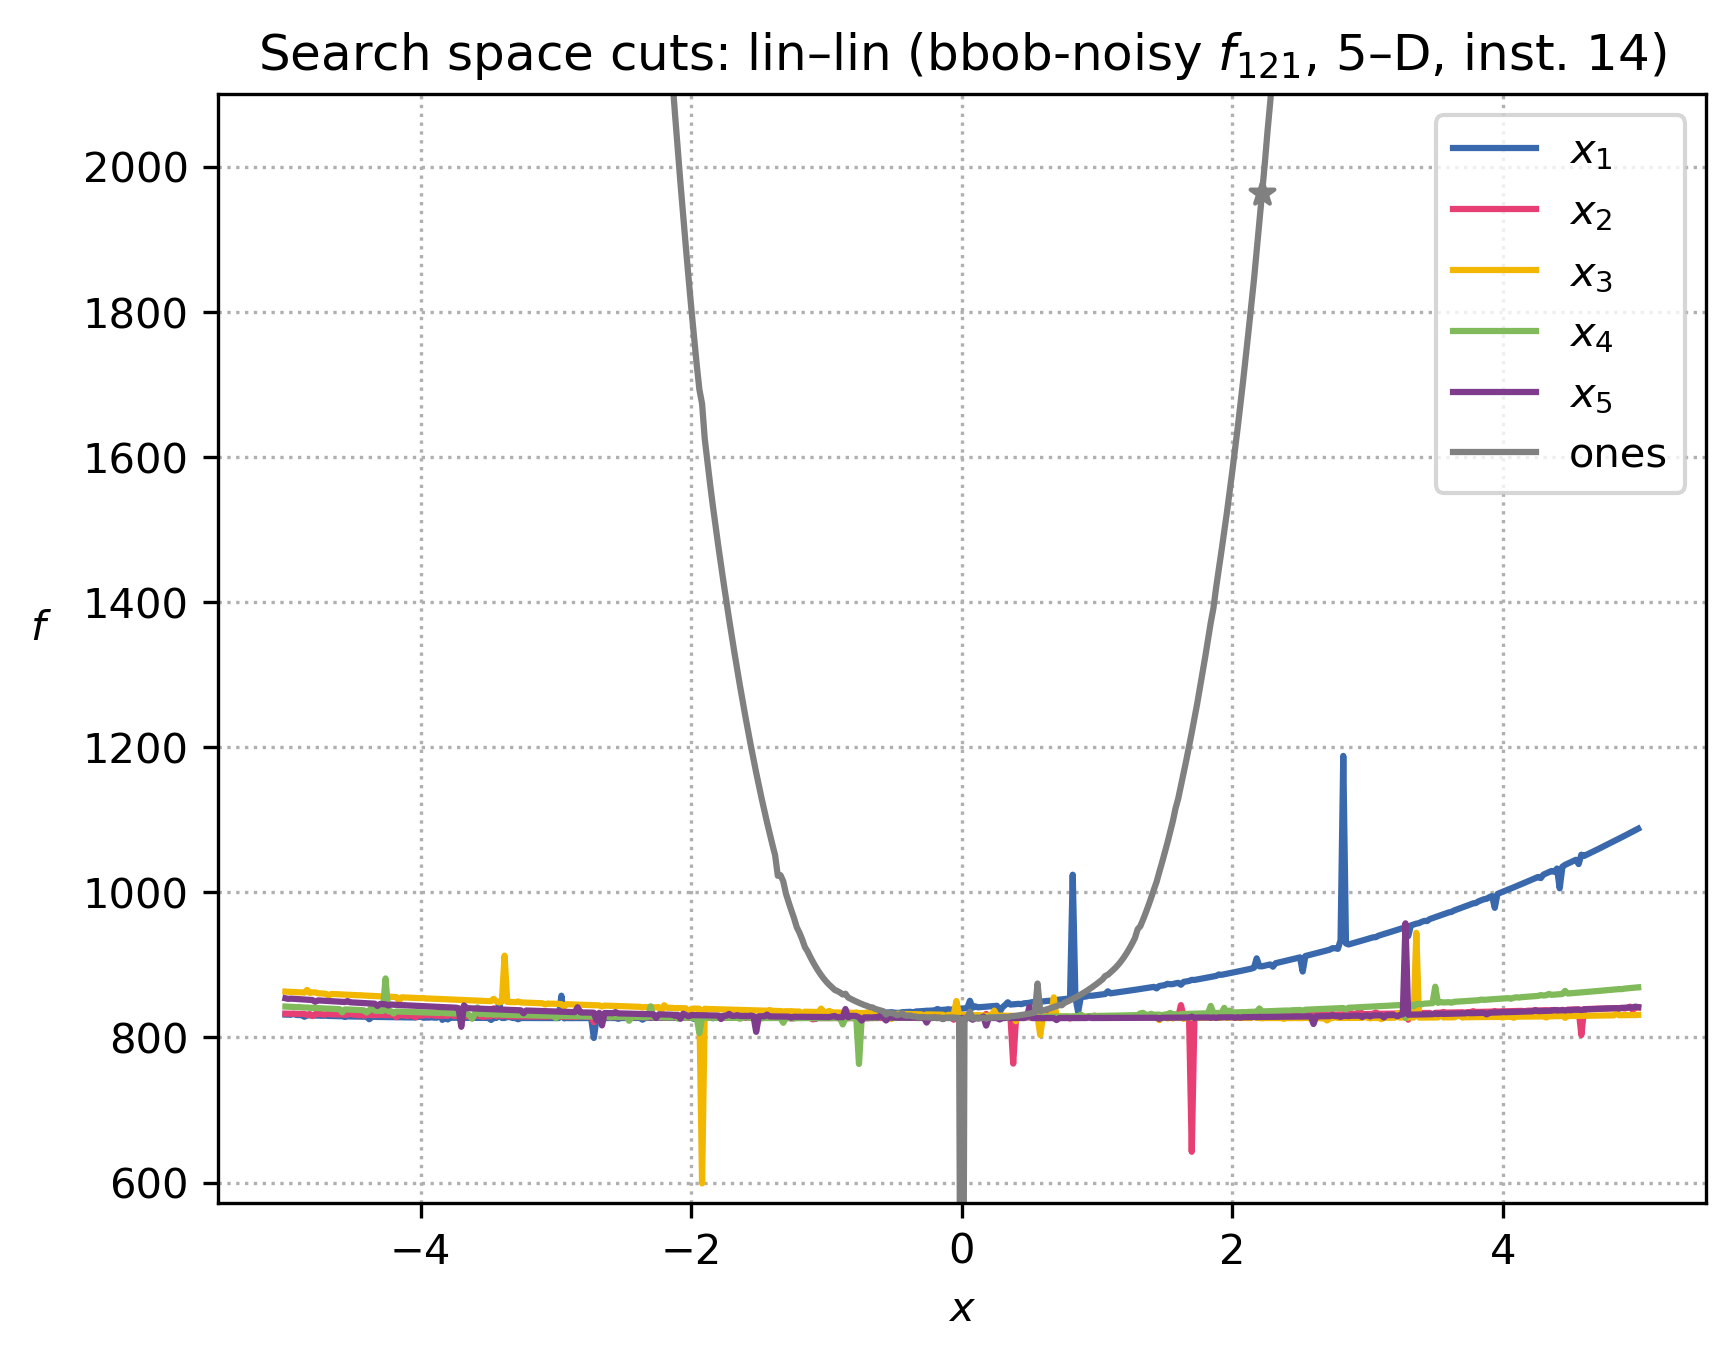 Search space cuts: lin–lin (bbob-noisy f₁₂₁, 5–D, inst. 14)
2000
1800
1600
1400
1200
1000
800
600
f
−4
−2
0
2
4
x
x₁
x₂
x₃
x₄
x₅
ones